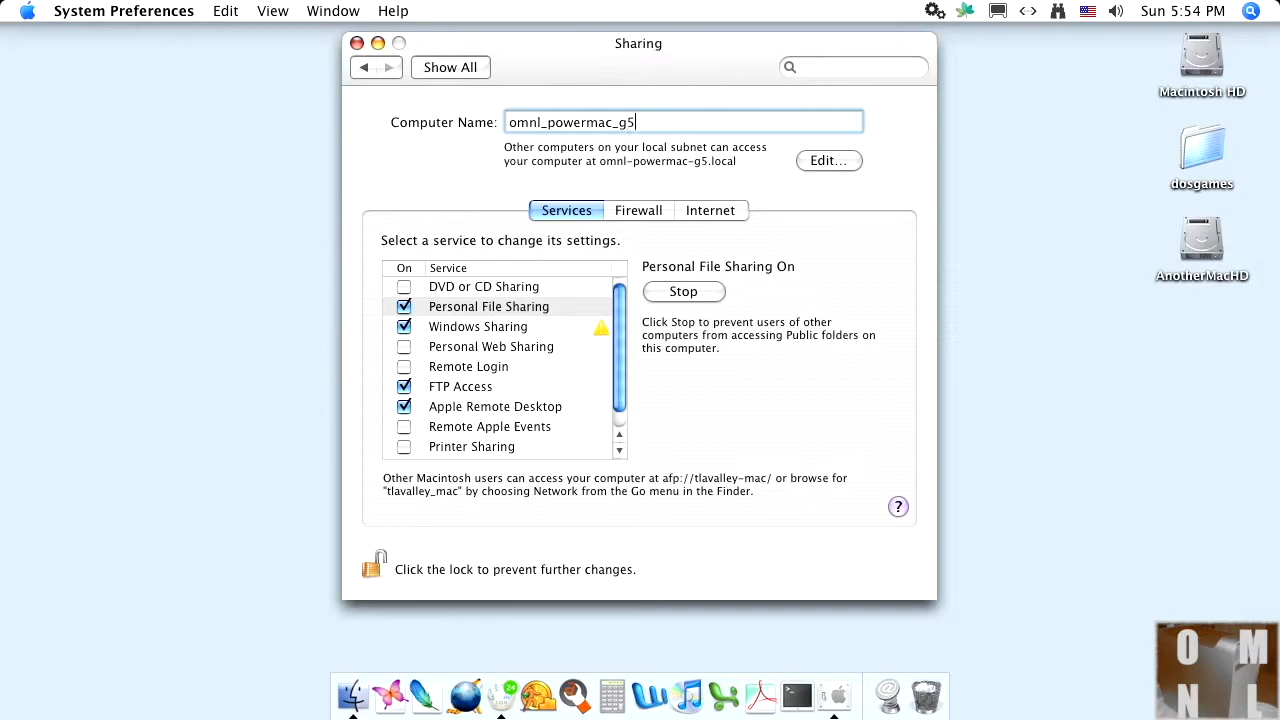 System Preferences Edit View Window Help Sun 5:54 PM
Sharing
Show All
Macintosh HD
Computer Name: omnl_powermac_g5
Other computers on your local subnet can access
your computer at omnl-powermac-g5.local
Edit...
dosgames
Services Firewall Internet
Select a service to change its settings.
AnotherMacHD
On Service
DVD or CD Sharing
Personal File Sharing
Windows Sharing
Personal Web Sharing
Remote Login
FTP Access
Apple Remote Desktop
Remote Apple Events
Printer Sharing
Personal File Sharing On
Stop
Click Stop to prevent users of other
computers from accessing Public folders on
this computer.
Other Macintosh users can access your computer at afp://tlavalley-mac/ or browse for
"tlavalley_mac" by choosing Network from the Go menu in the Finder.
?
Click the lock to prevent further changes.
O M
N L
24